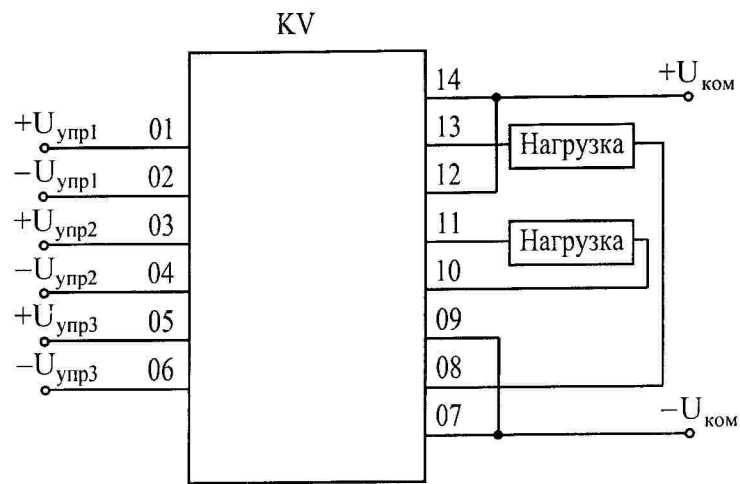 KV
+Uупр1 01
−Uупр1 02
+Uупр2 03
−Uупр2 04
+Uупр3 05
−Uупр3 06
14 +Uком
13 Нагрузка
12
11 Нагрузка
10
09
08
07 −Uком